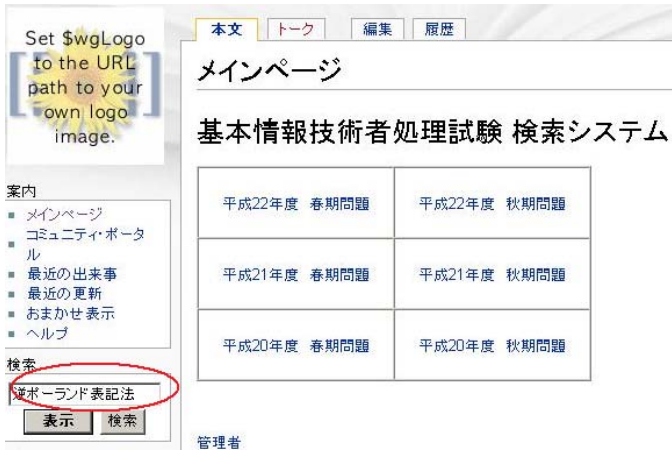 Set $wgLogo
to the URL
path to your
own logo
image.
本文 トーク 編集 履歴
メインページ
基本情報技術者処理試験 検索システム
平成22年度 春期問題 平成22年度 秋期問題
平成21年度 春期問題 平成21年度 秋期問題
平成20年度 春期問題 平成20年度 秋期問題
管理者
案内
メインページ
コミュニティ・ポータ
ル
最近の出来事
最近の更新
おまかせ表示
ヘルプ
検索
逆ポーランド表記法
表示 検索